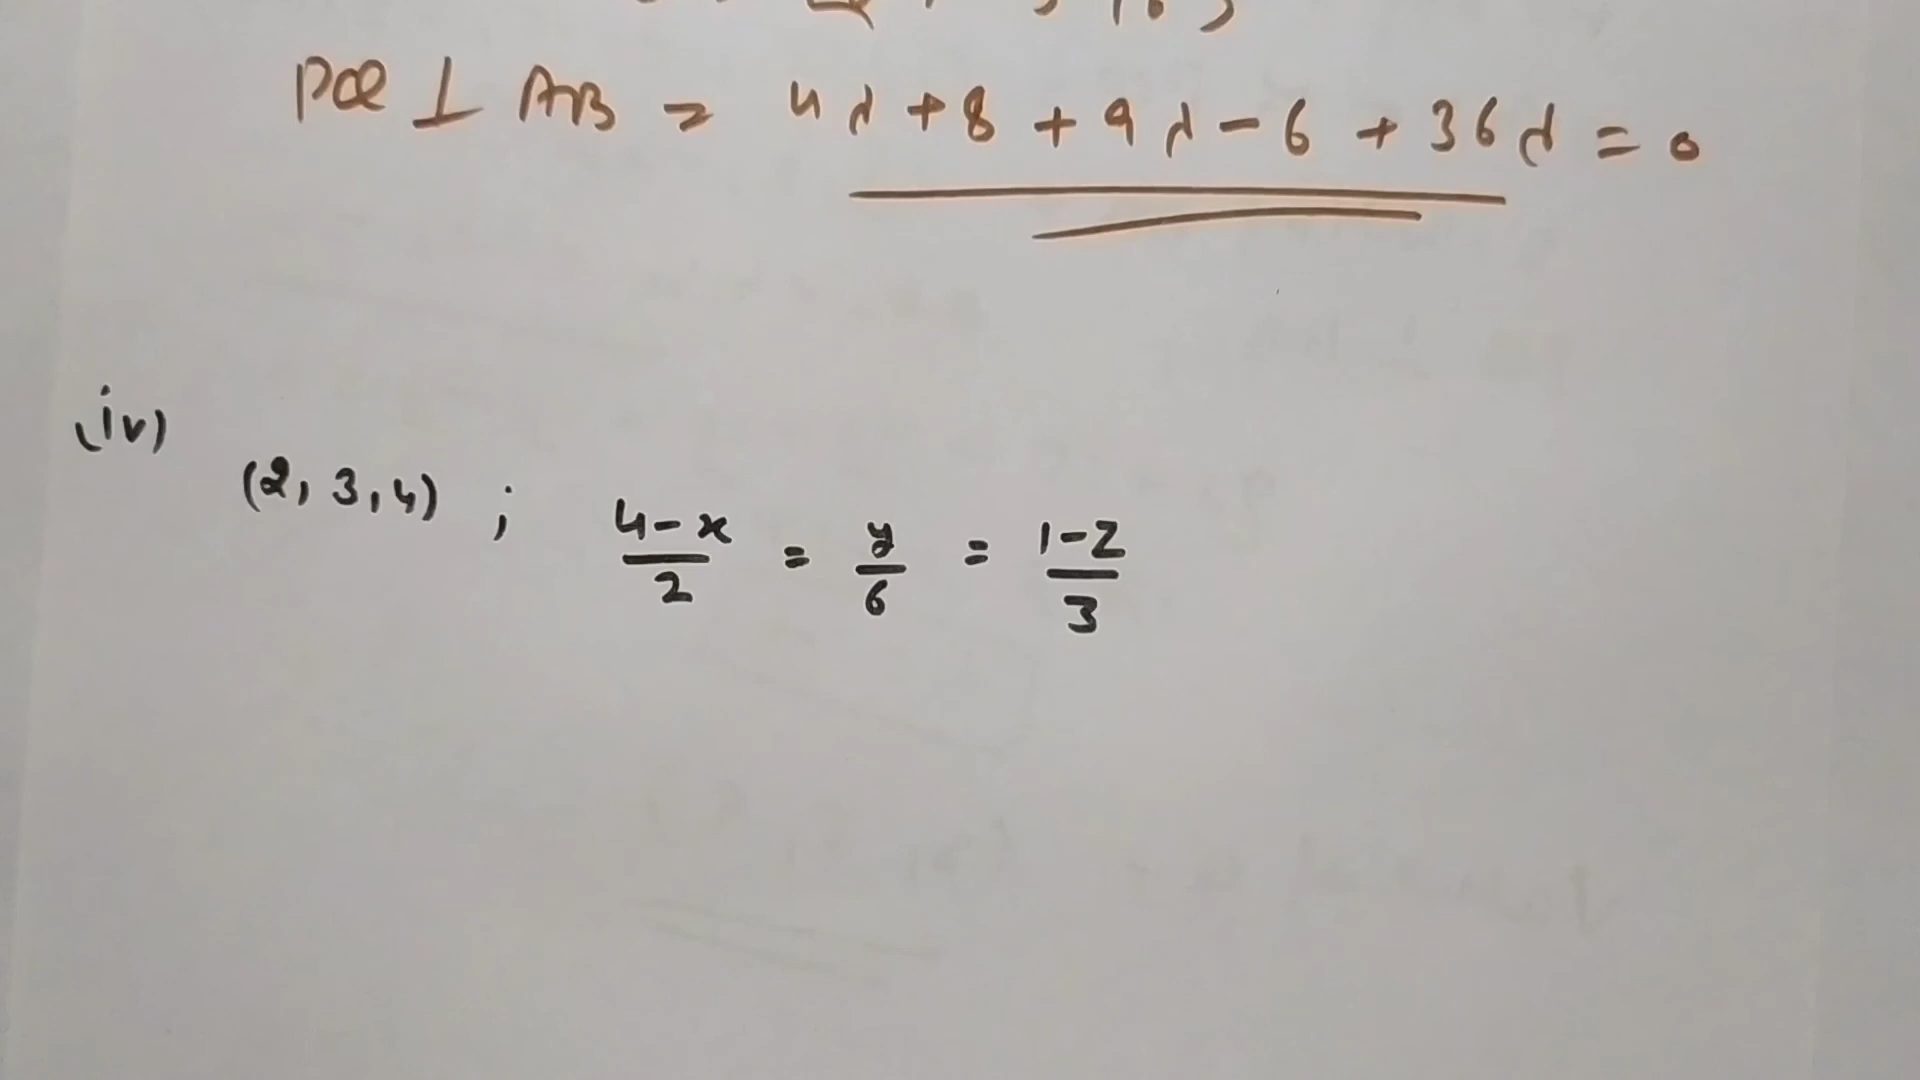 PQ ⊥ AB = 4λ + 8 + 9λ - 6 + 36λ = 0
(iv)
(2, 3, 4) ; 4-x/2 = y/6 = 1-z/3